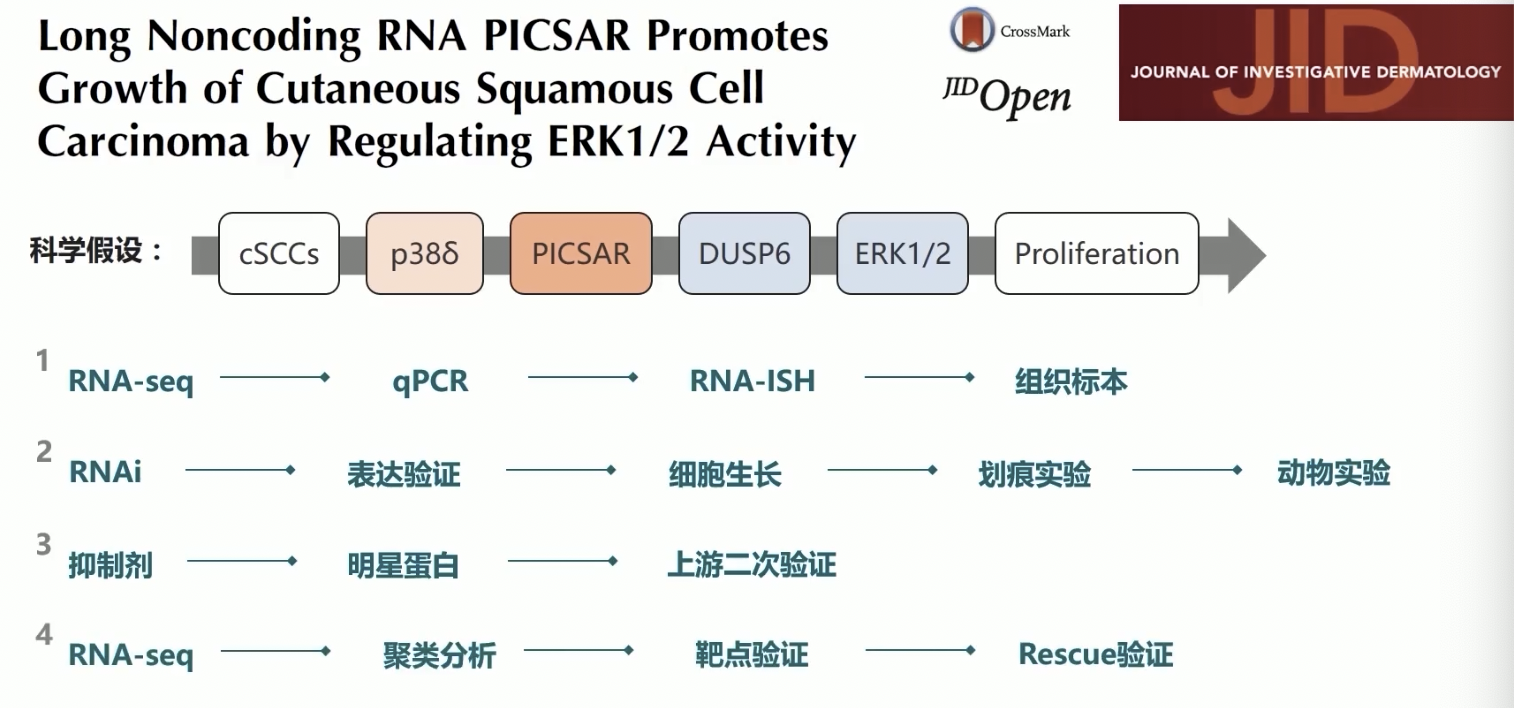 Long Noncoding RNA PICSAR Promotes
Growth of Cutaneous Squamous Cell
Carcinoma by Regulating ERK1/2 Activity
CrossMark
JID Open
JID
JOURNAL OF INVESTIGATIVE DERMATOLOGY
科学假设： cSCCs p38δ PICSAR DUSP6 ERK1/2 Proliferation
1 RNA-seq qPCR RNA-ISH 组织标本
2 RNAi 表达验证 细胞生长 划痕实验 动物实验
3 抑制剂 明星蛋白 上游二次验证
4 RNA-seq 聚类分析 靶点验证 Rescue验证